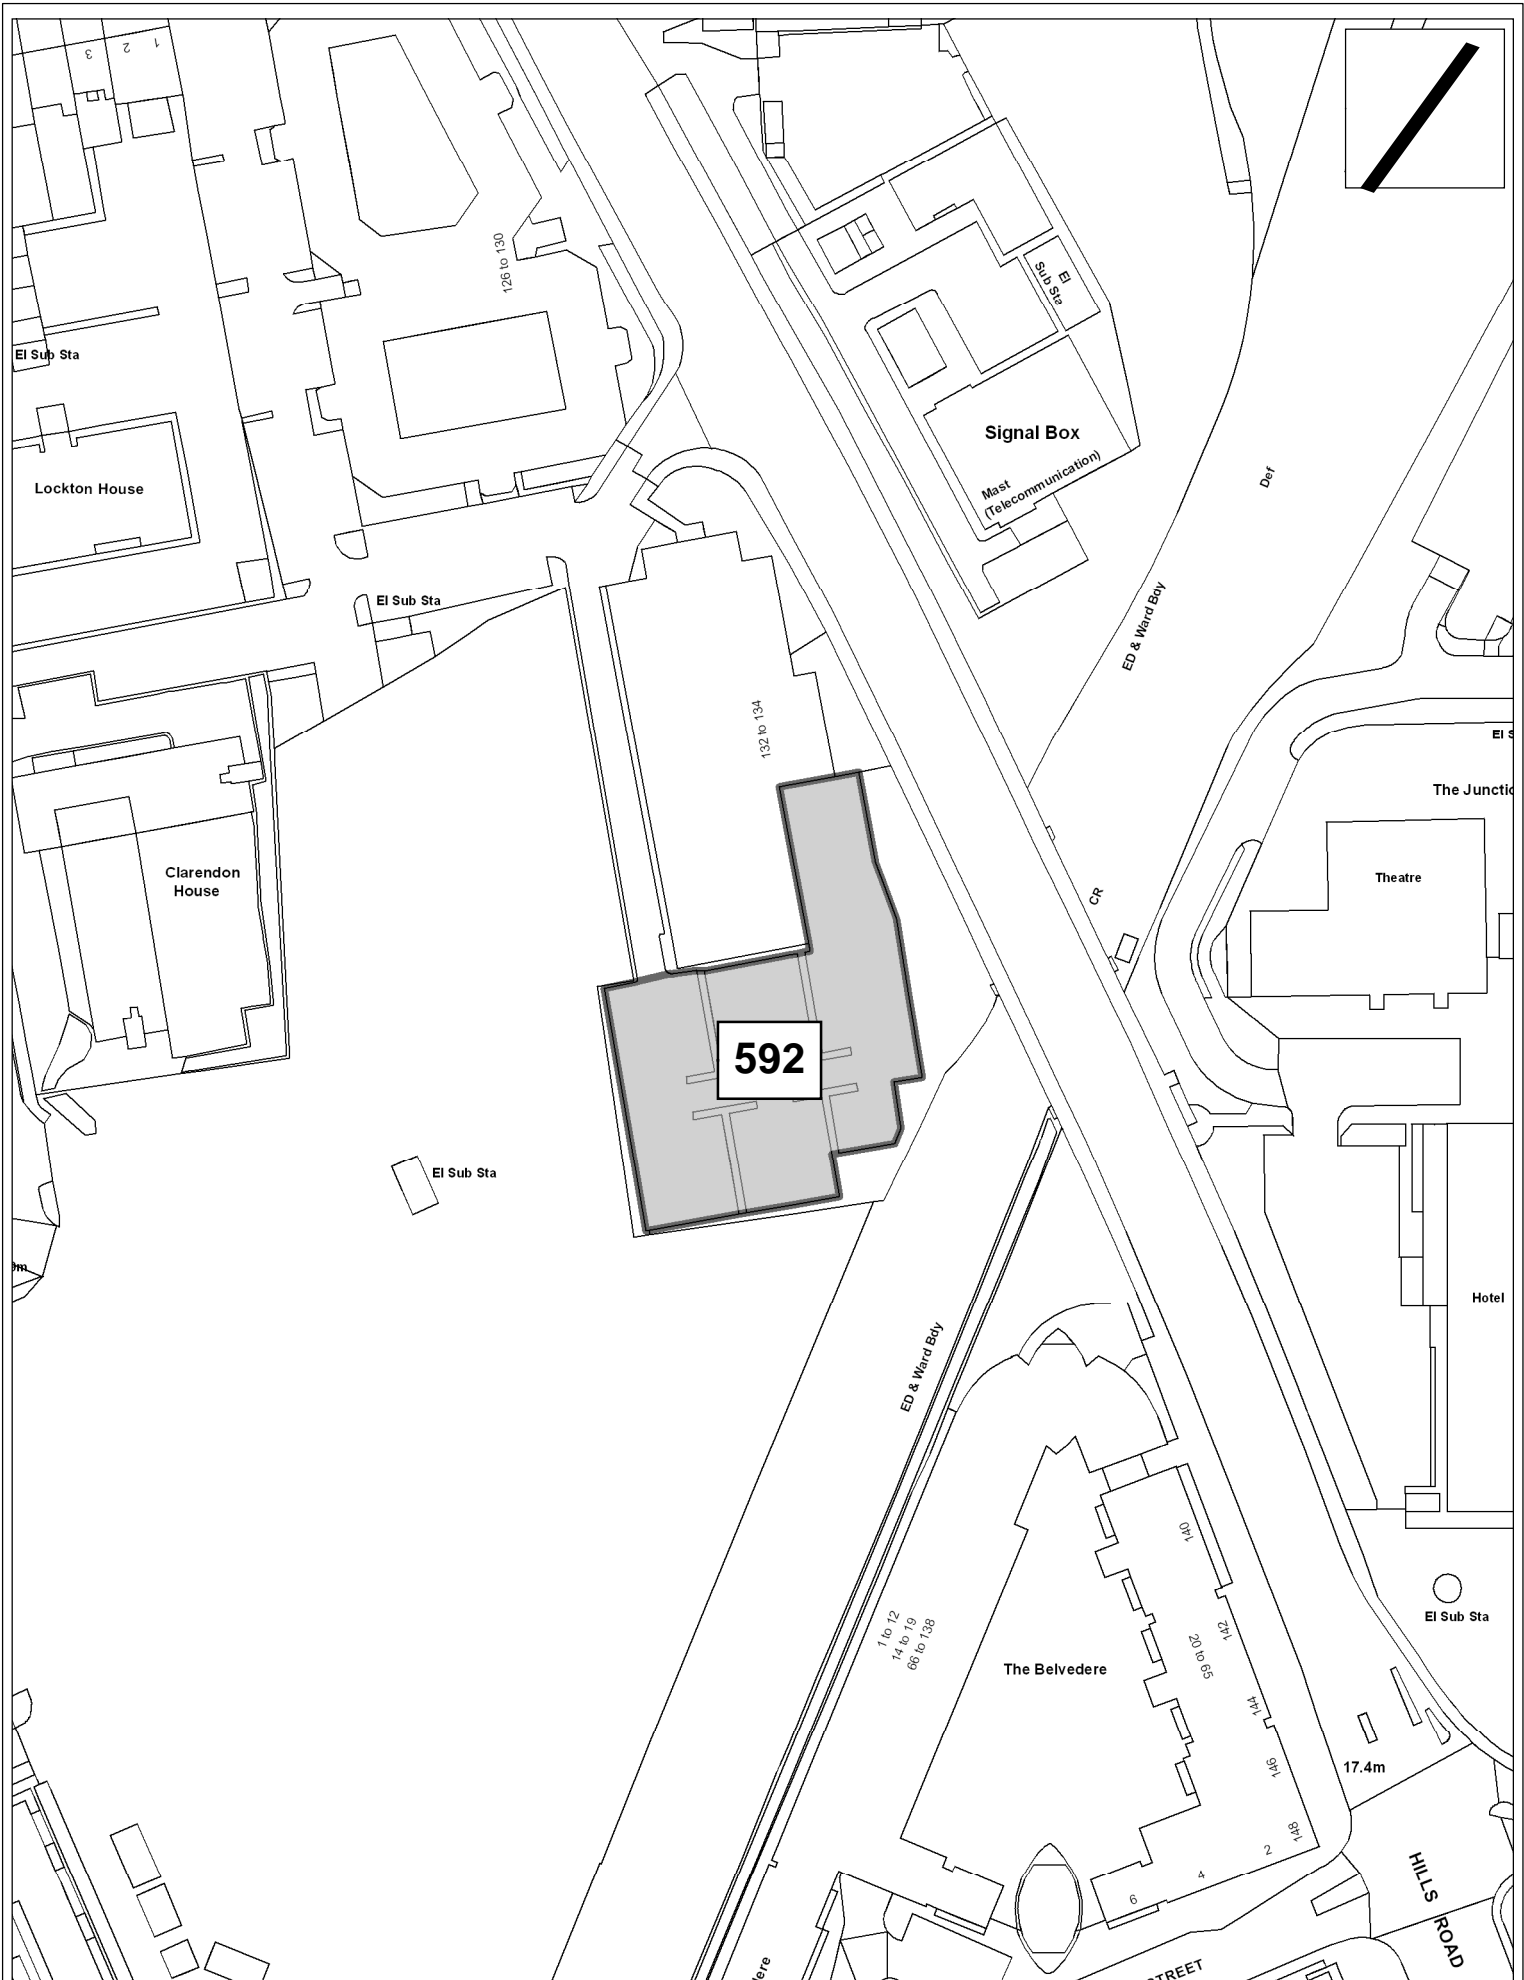 3
2
1
126 to 130
El
Sub Sta
El Sub Sta
Signal Box
Lockton House
Mast
(Telecommunication)
Def
El Sub Sta
ED & Ward Bdy
132 to 134
El S
The Junctio
Clarendon
House
Theatre
CR
592
El Sub Sta
Hotel
ED & Ward Bdy
140
1 to 12
14 to 19
66 to 138
142
20 to 65
El Sub Sta
The Belvedere
144
146
17.4m
148
2
4
6
HILLS ROAD
STREET